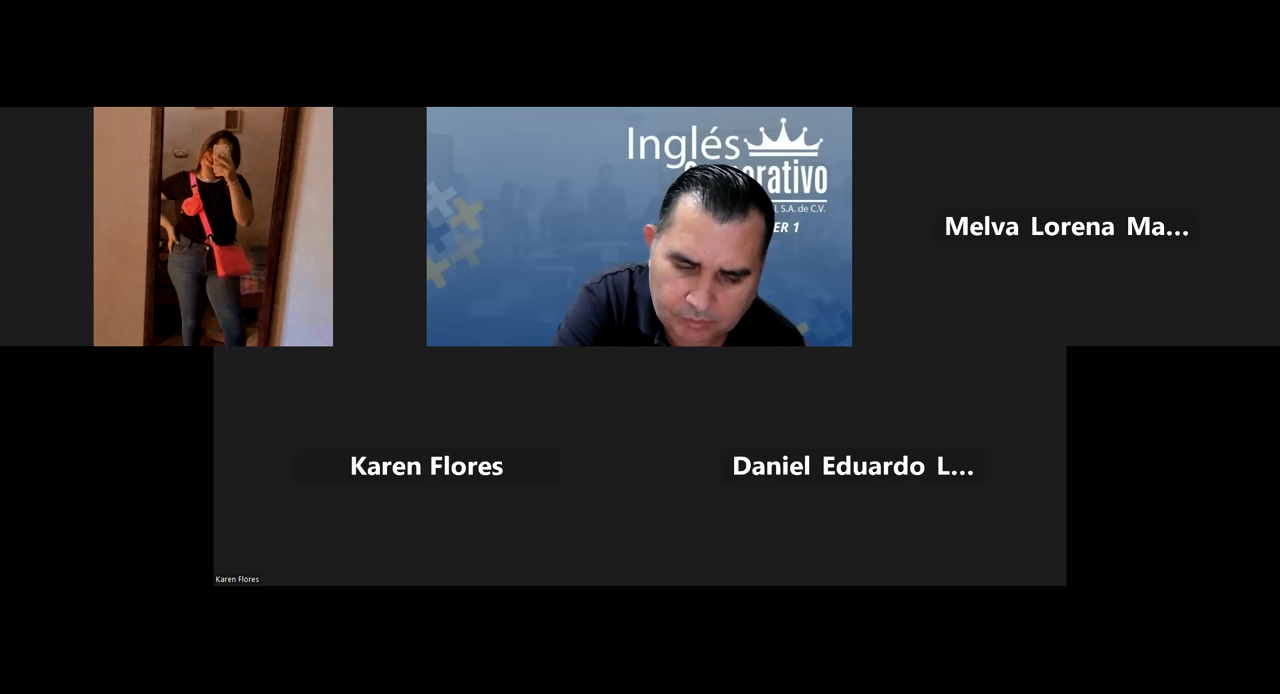 Inglés
rativo
l, S.A. de C.V.
ER 1
Melva Lorena Ma...
Karen Flores
Daniel Eduardo L...
Karen Flores